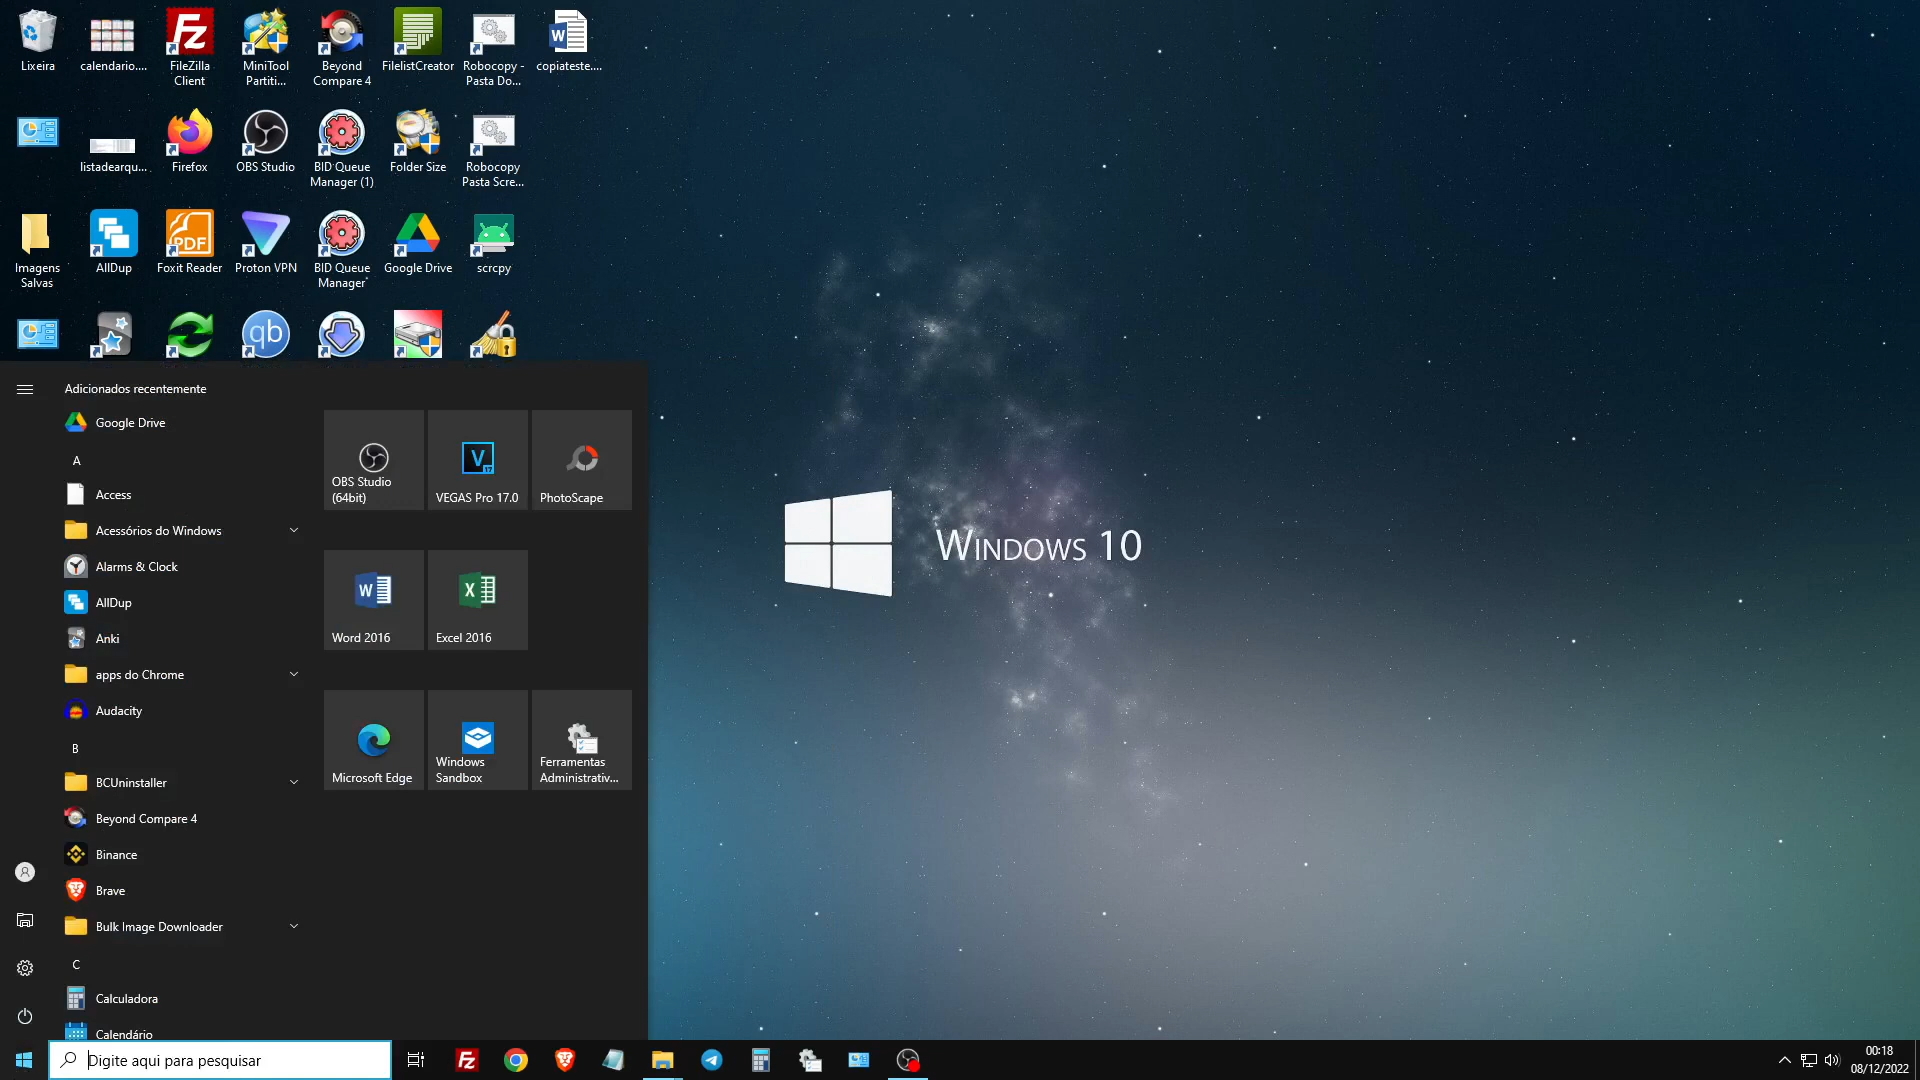 Lixeira
calendario....
FileZilla
Client
MiniTool
Partiti...
Beyond
Compare 4
FilelistCreator
Robocopy -
Pasta Do...
copiateste....
listadearqu...
Firefox
OBS Studio
BID Queue
Manager (1)
Folder Size
Robocopy
Pasta Scre...
Imagens
Salvas
AllDup
Foxit Reader
Proton VPN
BID Queue
Manager
Google Drive
scrcpy
Adicionados recentemente
Google Drive
A
Access
Acessórios do Windows
Alarms & Clock
AllDup
Anki
apps do Chrome
Audacity
B
BCUninstaller
Beyond Compare 4
Binance
Brave
Bulk Image Downloader
C
Calculadora
Calendário
OBS Studio
(64bit)
VEGAS Pro 17.0
PhotoScape
Word 2016
Excel 2016
Microsoft Edge
Windows
Sandbox
Ferramentas
Administrativ...
Windows 10
Digite aqui para pesquisar
00:18
08/12/2022